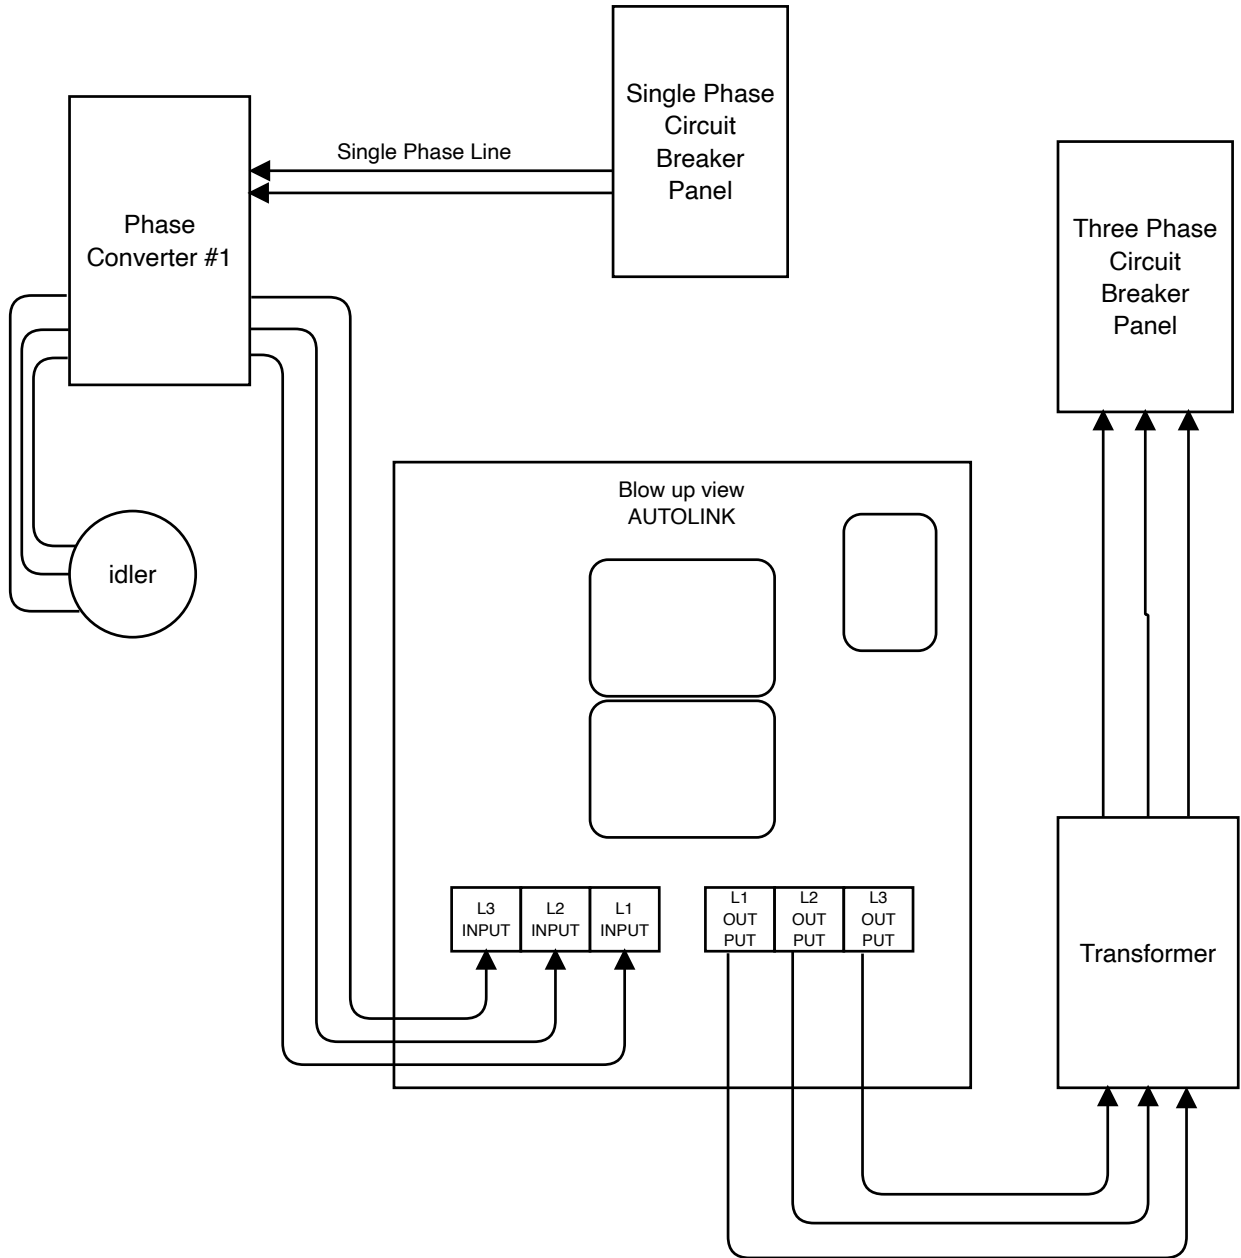 Single Phase
Circuit
Breaker
Panel
Single Phase Line
Phase
Converter #1
Three Phase
Circuit
Breaker
Panel
Blow up view
AUTOLINK
idler
L3
INPUT
L2
INPUT
L1
INPUT
L1
OUT
PUT
L2
OUT
PUT
L3
OUT
PUT
Transformer